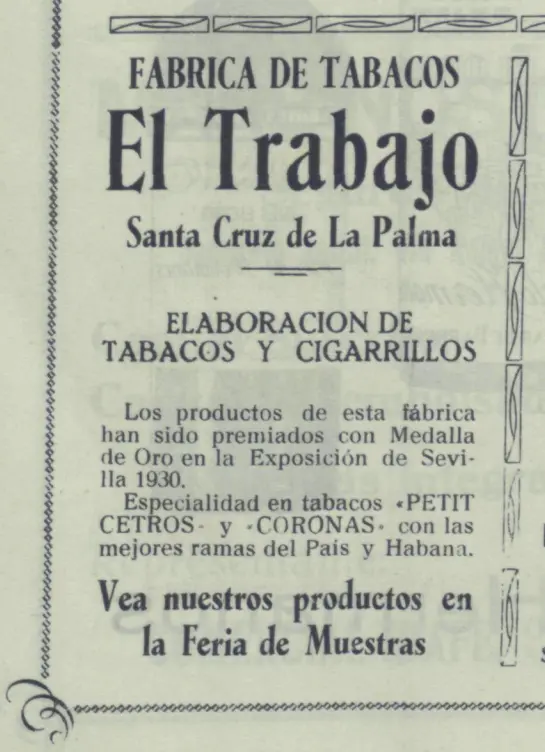 FABRICA DE TABACOS
El Trabajo
Santa Cruz de La Palma
ELABORACION DE
TABACOS Y CIGARRILLOS
Los productos de esta fábrica
han sido premiados con Medalla
de Oro en la Exposición de Sevi-
lla 1930.
Especialidad en tabacos «PETIT
CETROS» y «CORONAS» con las
mejores ramas del País y Habana.
Vea nuestros productos en
la Feria de Muestras